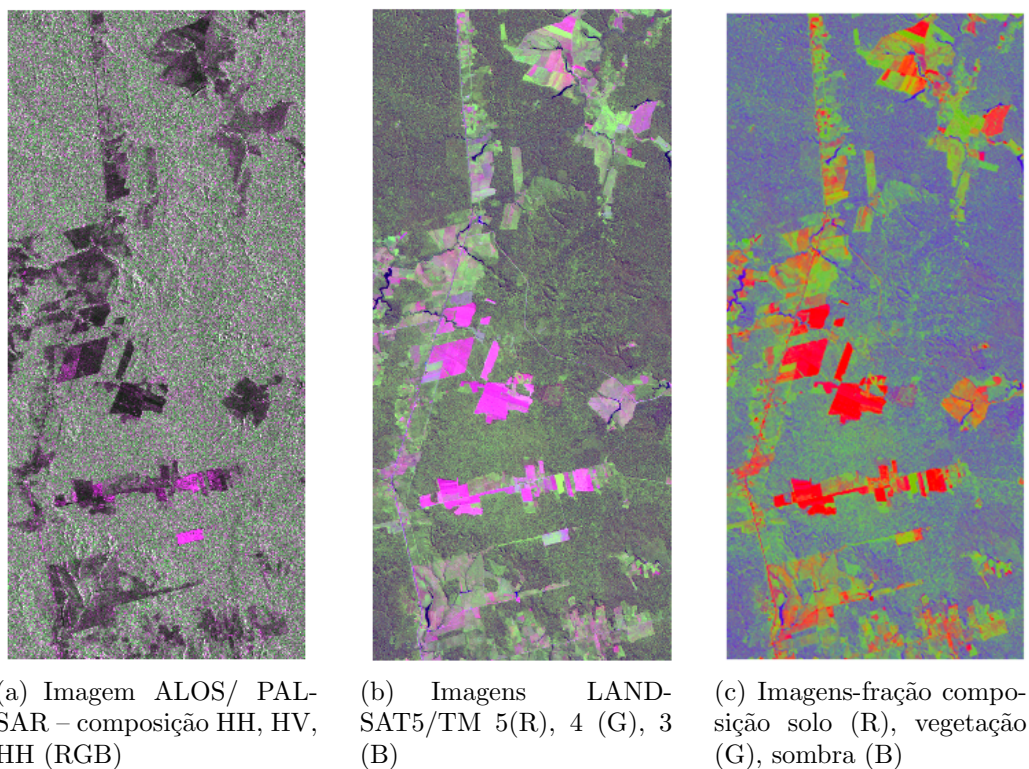 (a) Imagem ALOS/ PAL-
SAR – composição HH, HV,
HH (RGB)
(b) Imagens LAND-
SAT5/TM 5(R), 4 (G), 3
(B)
(c) Imagens-fração compo-
sição solo (R), vegetação
(G), sombra (B)